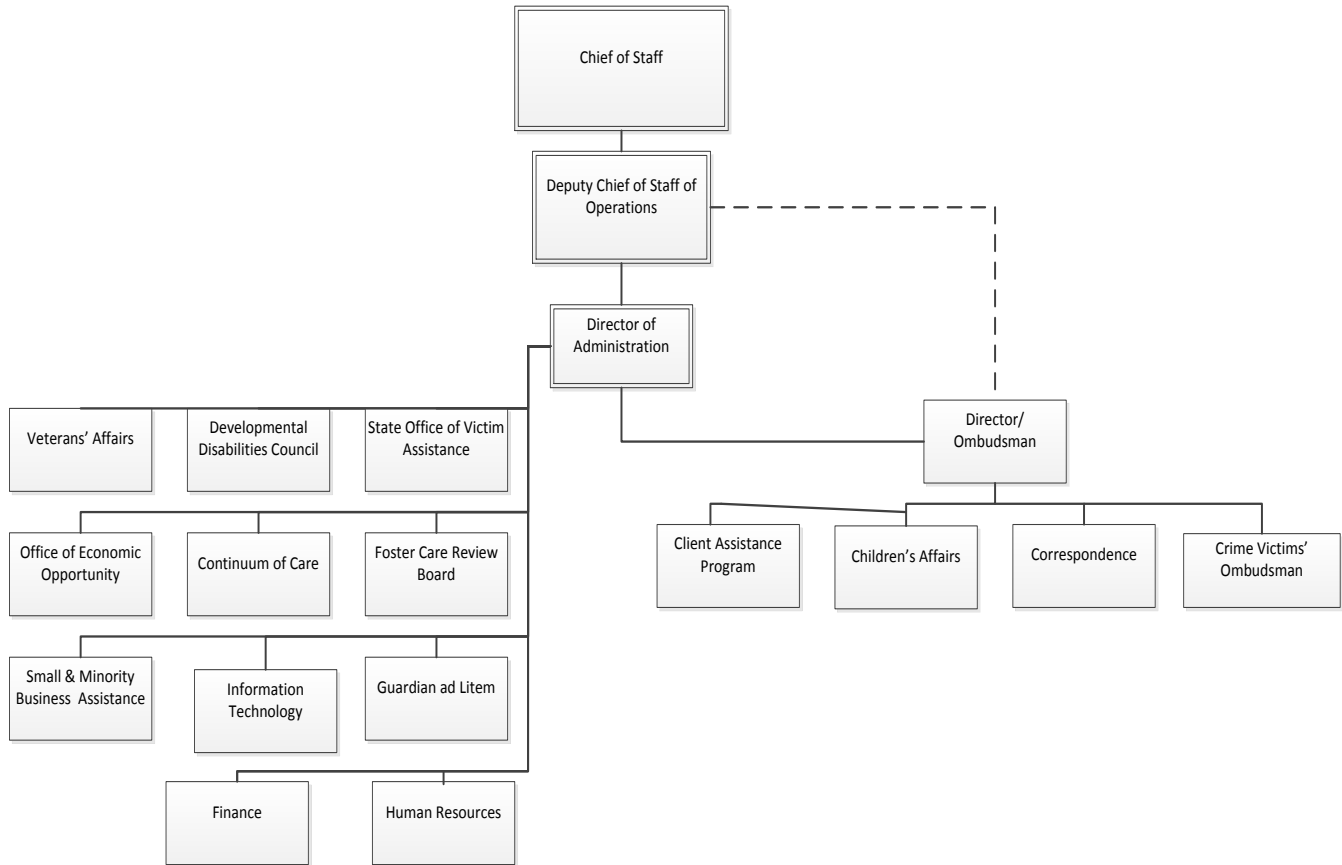 Chief of Staff
Deputy Chief of Staff of
Operations
Director of
Administration
Director/
Ombudsman
Veterans’ Affairs
Developmental
Disabilities Council
State Office of Victim
Assistance
Office of Economic
Opportunity
Continuum of Care
Foster Care Review
Board
Client Assistance
Program
Children’s Affairs
Correspondence
Crime Victims’
Ombudsman
Small & Minority
Business Assistance
Information
Technology
Guardian ad Litem
Finance
Human Resources